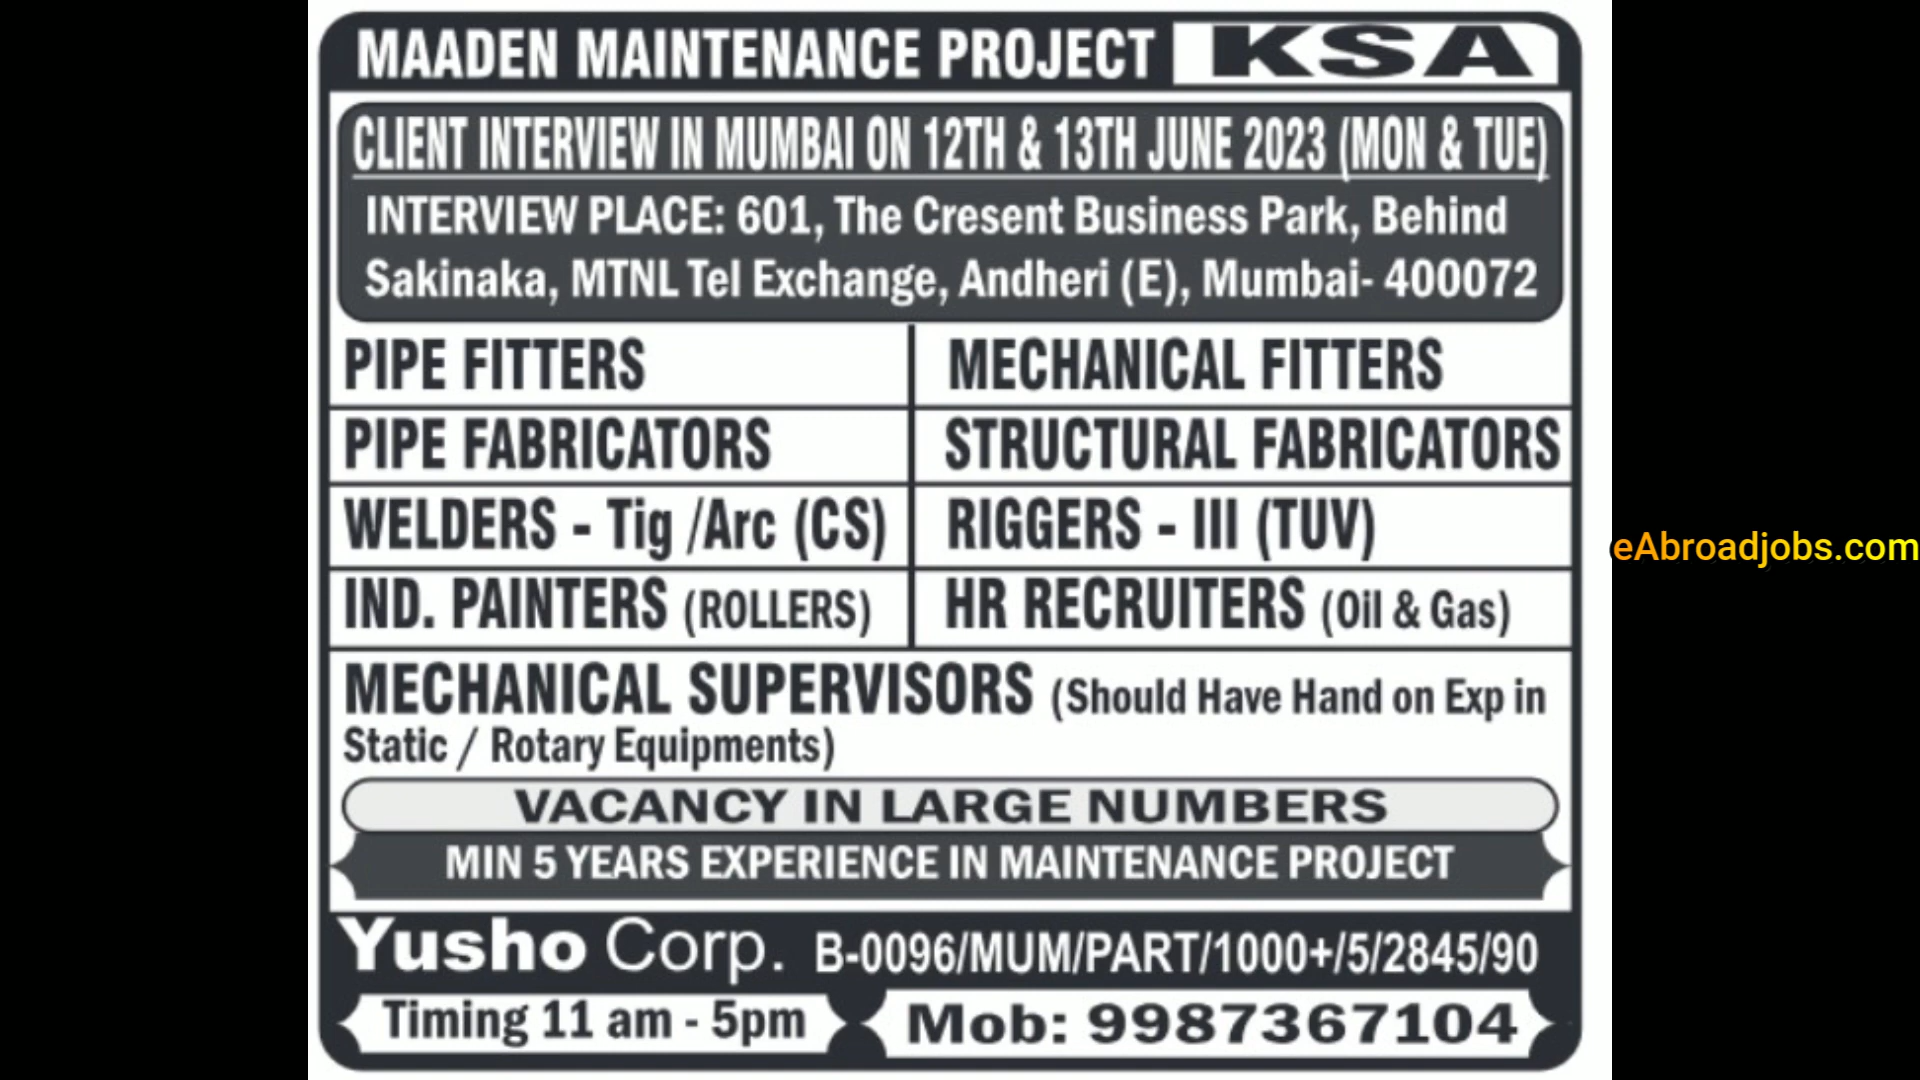 MAADEN MAINTENANCE PROJECT KSA
CLIENT INTERVIEW IN MUMBAI ON 12TH & 13TH JUNE 2023 (MON & TUE)
INTERVIEW PLACE: 601, The Cresent Business Park, Behind
Sakinaka, MTNL Tel Exchange, Andheri (E), Mumbai- 400072
PIPE FITTERS
MECHANICAL FITTERS
PIPE FABRICATORS
STRUCTURAL FABRICATORS
WELDERS - Tig /Arc (CS)
RIGGERS - III (TUV)
IND. PAINTERS (ROLLERS)
HR RECRUITERS (Oil & Gas)
MECHANICAL SUPERVISORS (Should Have Hand on Exp in
Static / Rotary Equipments)
VACANCY IN LARGE NUMBERS
MIN 5 YEARS EXPERIENCE IN MAINTENANCE PROJECT
Yusho Corp. B-0096/MUM/PART/1000+/5/2845/90
Timing 11 am - 5pm
Mob: 9987367104
eAbroadjobs.com